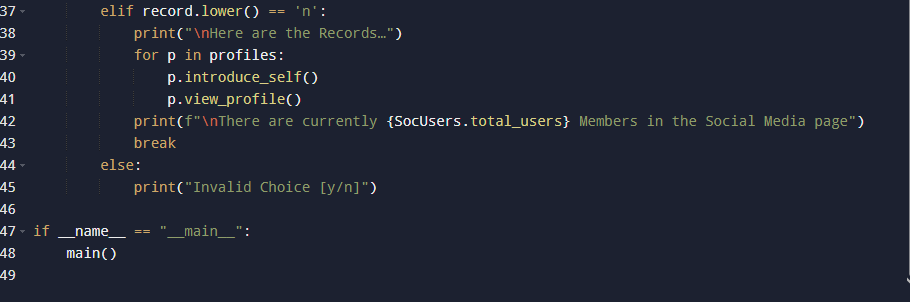 37 elif record.lower() == 'n':
38 print("\nHere are the Records…")
39 for p in profiles:
40 p.introduce_self()
41 p.view_profile()
42 print(f"\nThere are currently {SocUsers.total_users} Members in the Social Media page")
43 break
44 else:
45 print("Invalid Choice [y/n]")
46
47 if __name__ == "__main__":
48 main()
49